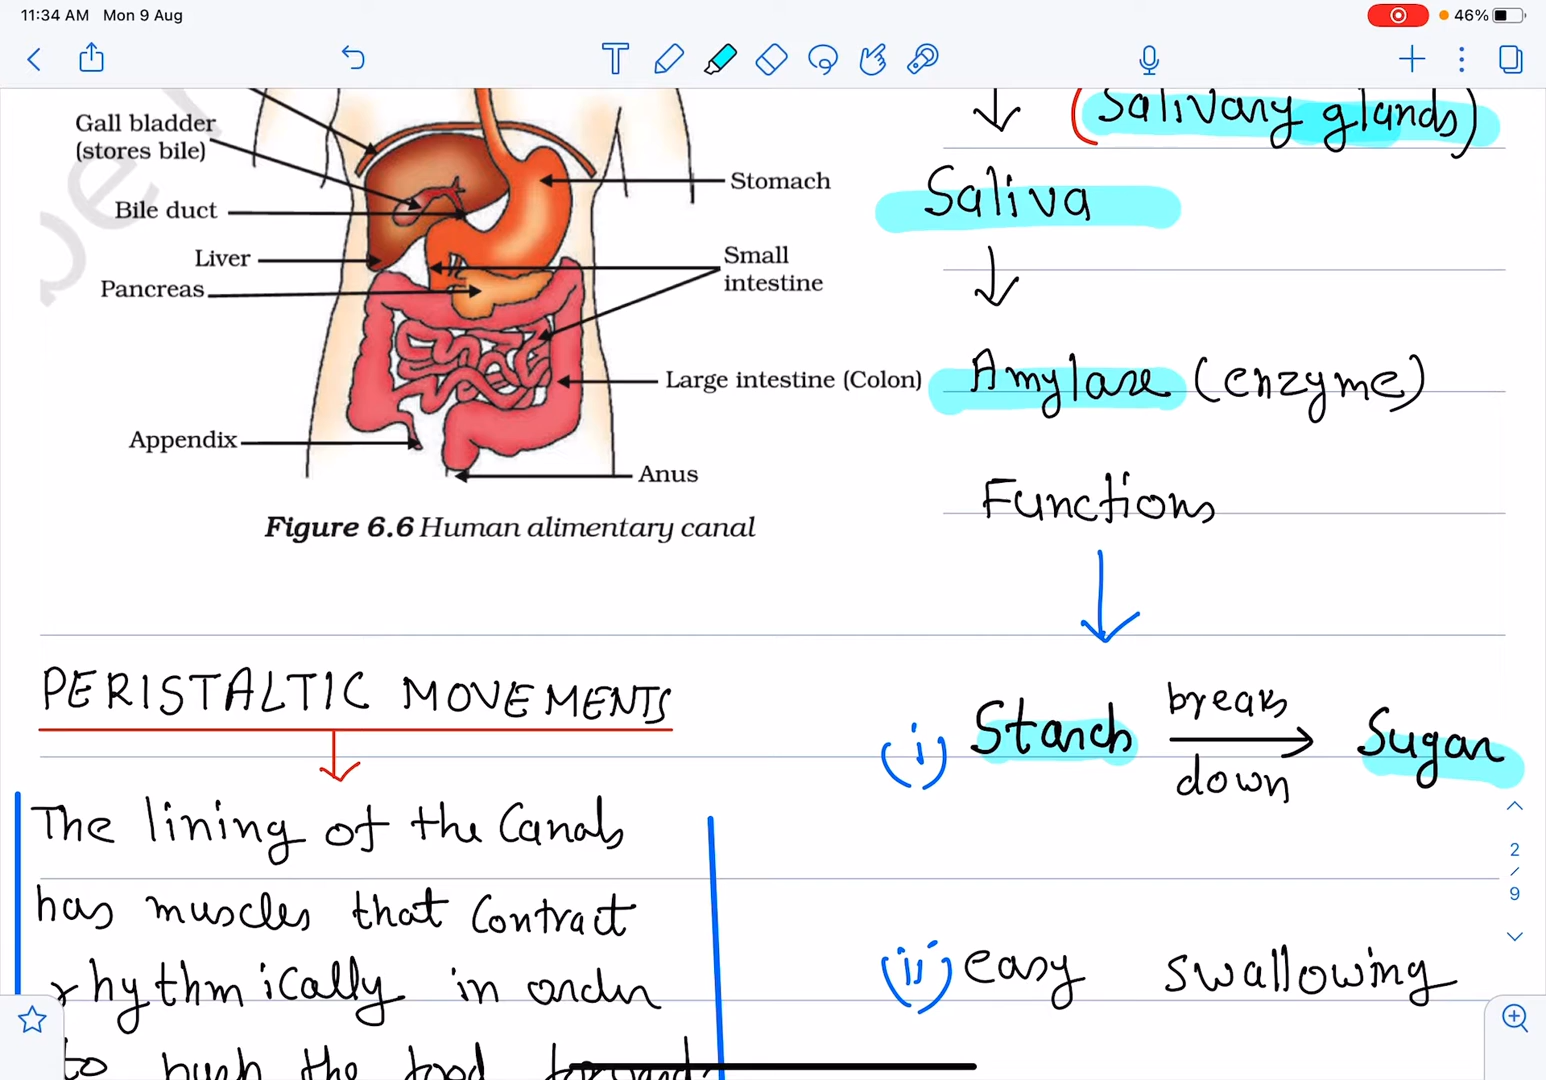 11:34 AM Mon 9 Aug
46%
Gall bladder
(stores bile)
Bile duct
Liver
Pancreas
Appendix
Stomach
Small
intestine
Large intestine (Colon)
Anus
Figure 6.6 Human alimentary canal
PERISTALTIC MOVEMENTS
The lining of the Canals
has muscles that Contract
rhythmically in order
to push the food forward.
(Salivary glands)
Saliva
Amylase (enzyme)
Functions
(i) Starch breaks down Sugar
(ii) easy swallowing
2
/
9